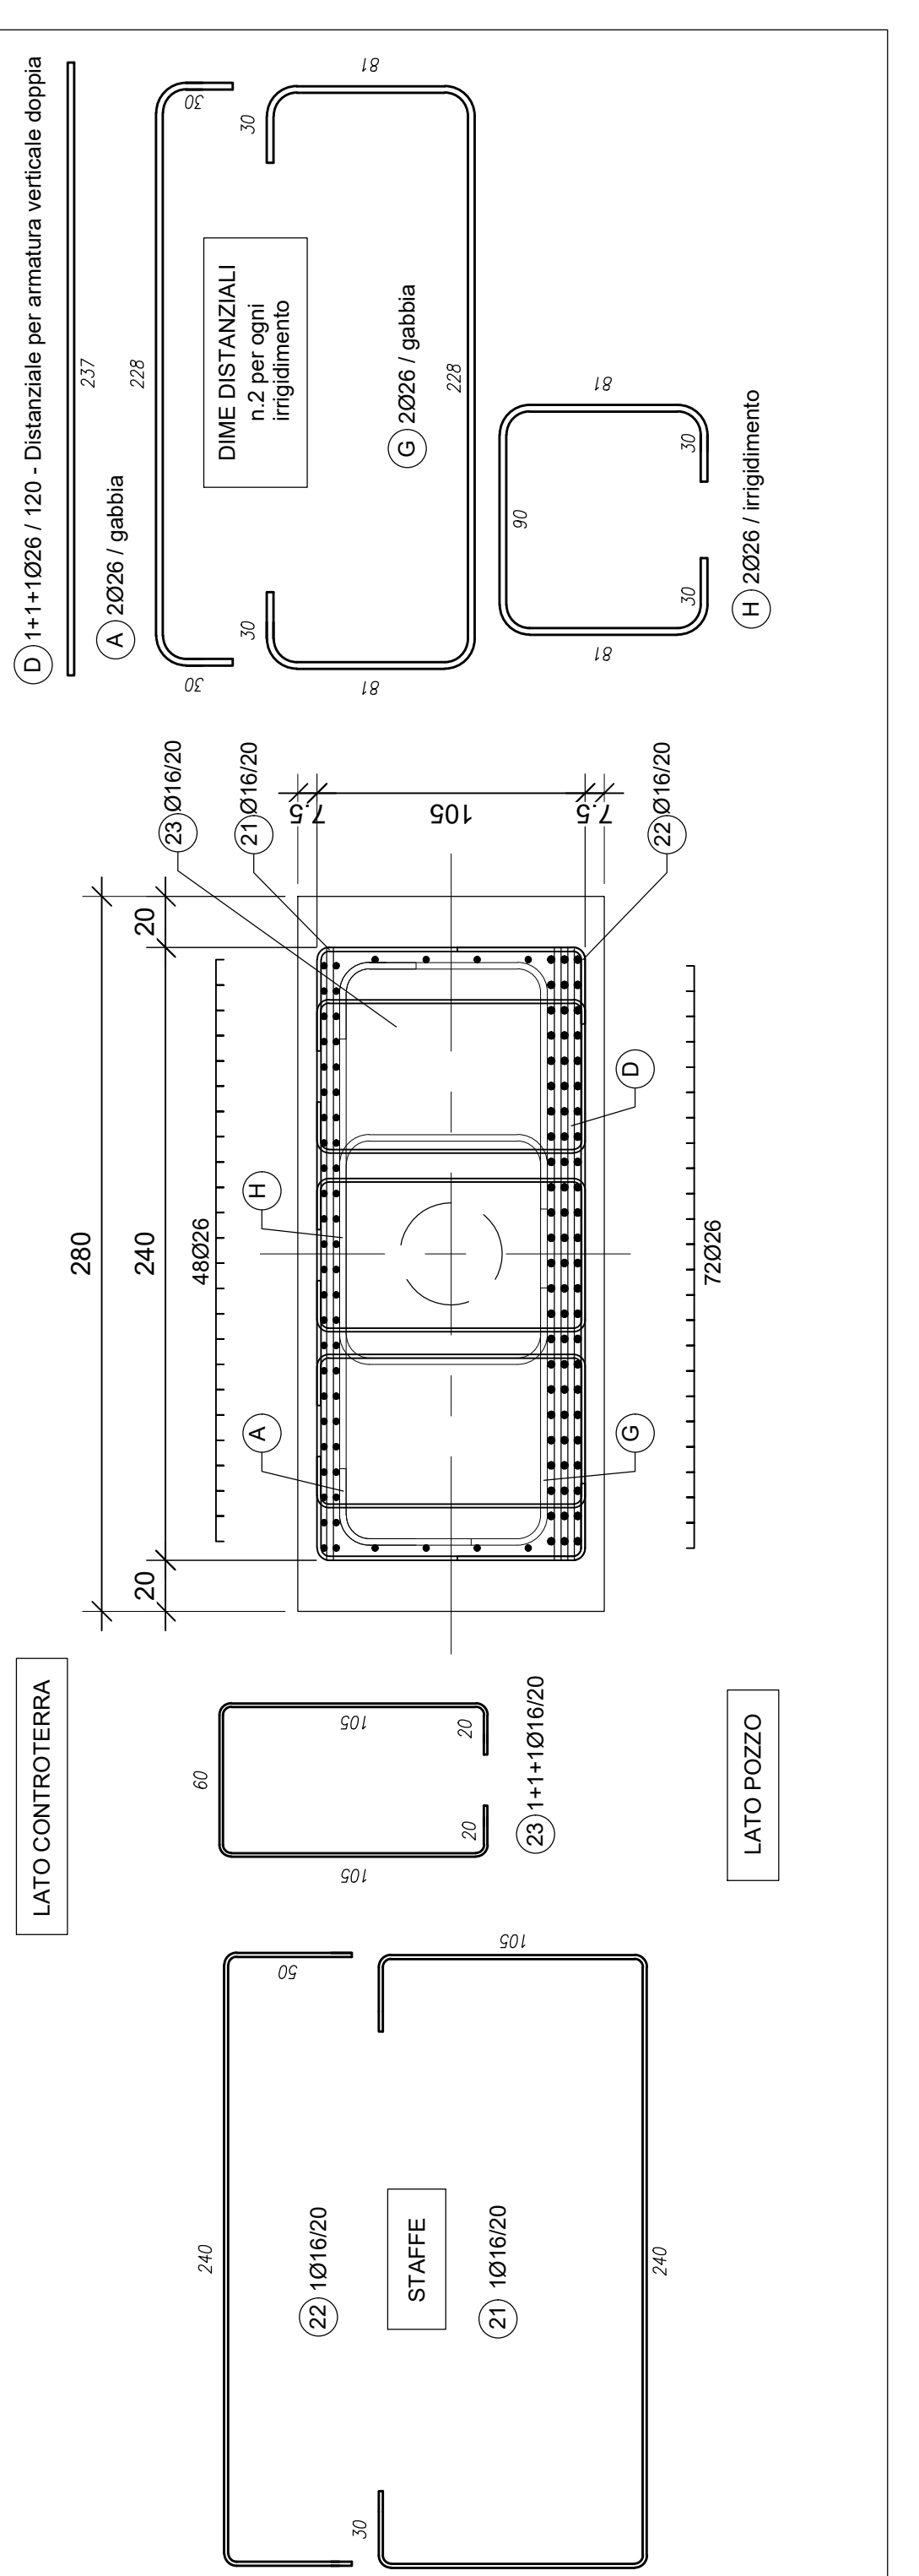 LATO CONTROTERRA
240
50
22 1Ø16/20
STAFFE
30
105
21 1Ø16/20
240
60
105
105
20
20
23 1+1+1Ø16/20
LATO POZZO
280
20
240
20
48Ø26
A
H
23 Ø16/20
21 Ø16/20
7.5
105
7.5
22 Ø16/20
G
D
72Ø26
D 1+1+1Ø26 / 120 - Distanziale per armatura verticale doppia
237
A 2Ø26 / gabbia
228
30
30
DIME DISTANZIALI
n.2 per ogni
irrigidimento
30
30
81
81
G 2Ø26 / gabbia
228
90
81
81
30
30
H 2Ø26 / irrigidimento